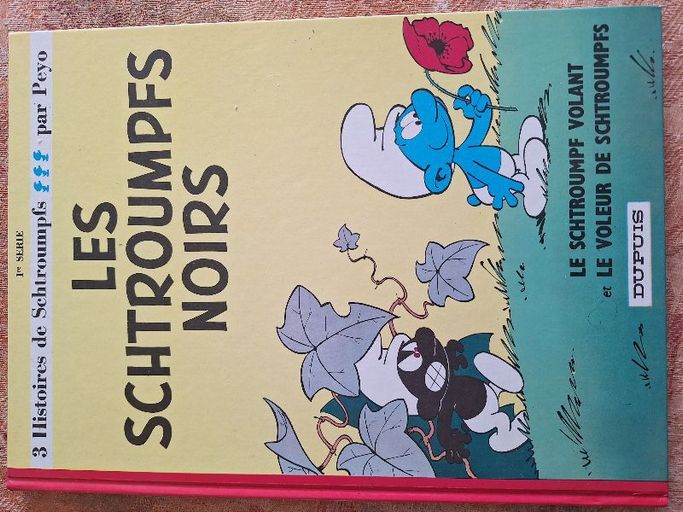 1re SERIE
3 Histoires de Schtroumpfs par Peyo
LES
SCHTROUMPFS
NOIRS
LE SCHTROUMPF VOLANT
et LE VOLEUR DE SCHTROUMPFS
DUPUIS